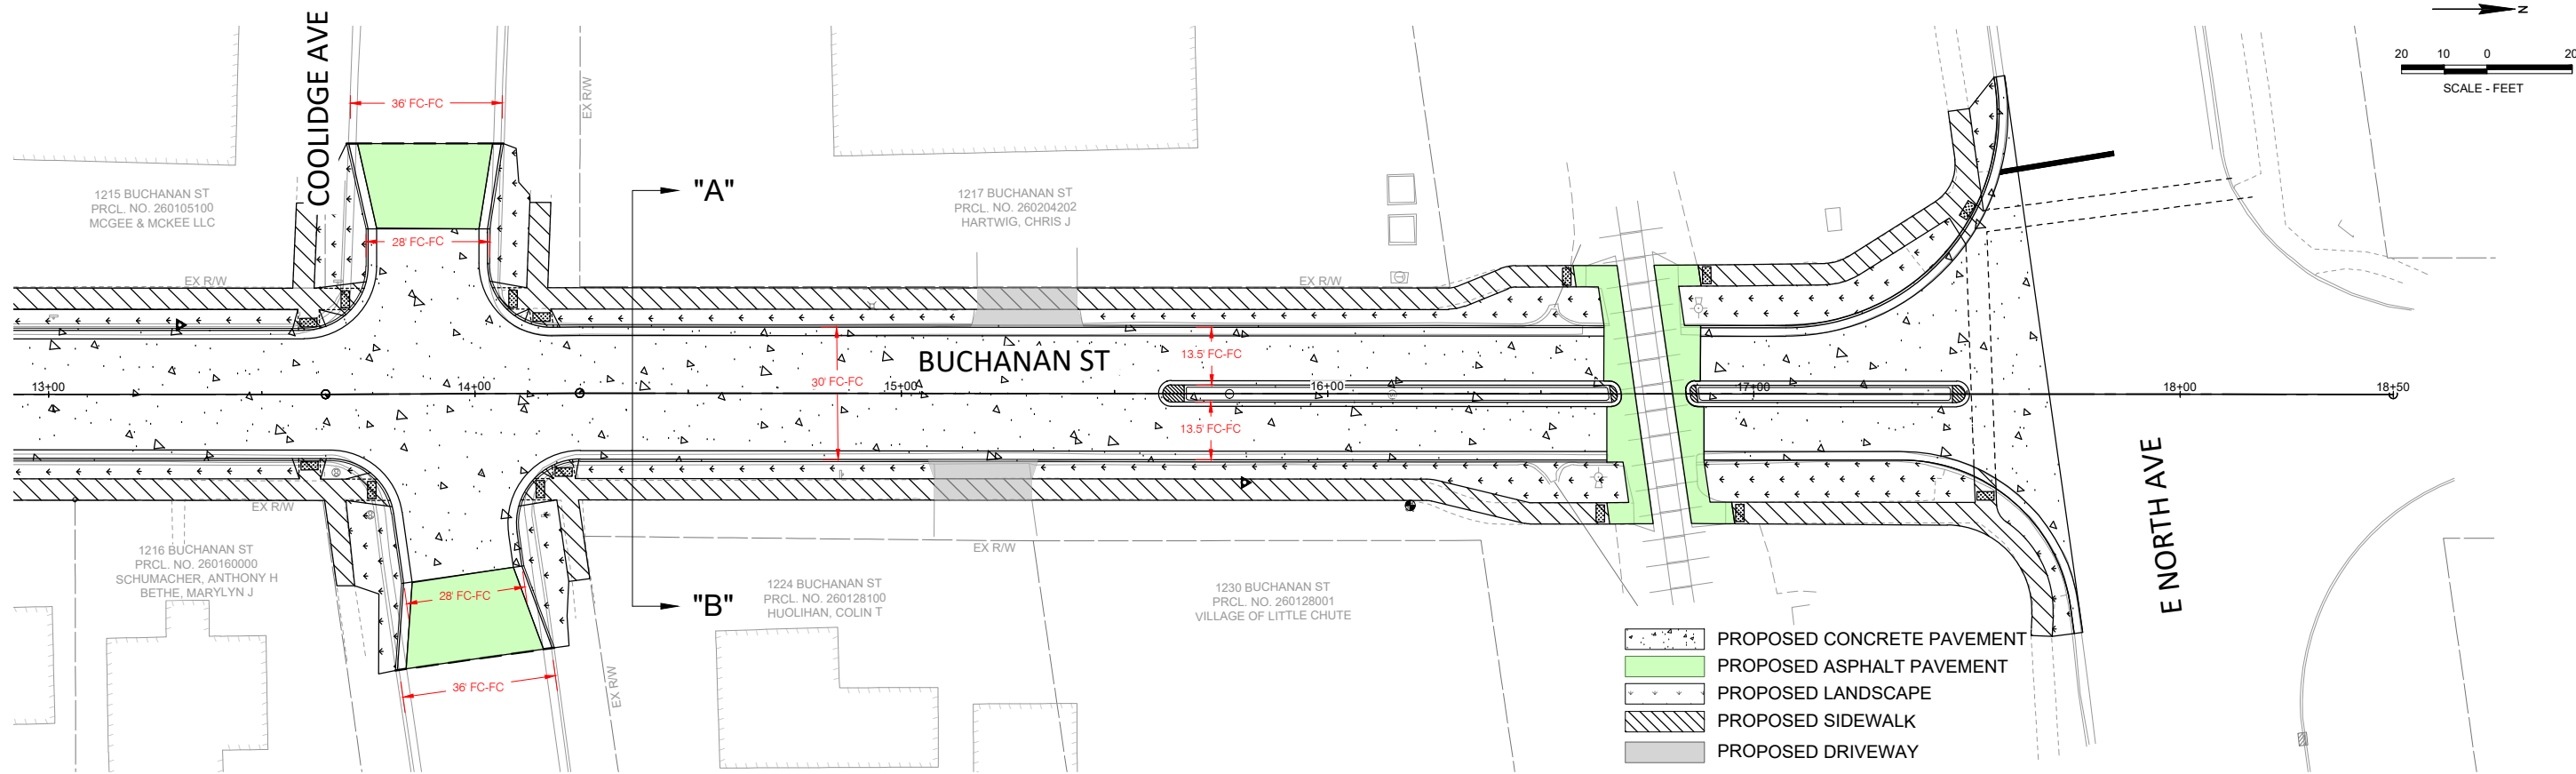 N
20 10 0 20
SCALE - FEET
COOLIDGE AVE
36' FC-FC
EX R/W
"A"
1215 BUCHANAN ST
PRCL. NO. 260105100
MCGEE & MCKEE LLC
1217 BUCHANAN ST
PRCL. NO. 260204202
HARTWIG, CHRIS J
28' FC-FC
EX R/W
EX R/W
BUCHANAN ST
13.5' FC-FC
30' FC-FC
13+00
14+00
15+00
16+00
17+00
18+00
18+50
13.5' FC-FC
EX R/W
EX R/W
1216 BUCHANAN ST
PRCL. NO. 260160000
SCHUMACHER, ANTHONY H
BETHE, MARYLYN J
28' FC-FC
36' FC-FC
EX R/W
"B"
1224 BUCHANAN ST
PRCL. NO. 260128100
HUOLIHAN, COLIN T
1230 BUCHANAN ST
PRCL. NO. 260128001
VILLAGE OF LITTLE CHUTE
E NORTH AVE
PROPOSED CONCRETE PAVEMENT
PROPOSED ASPHALT PAVEMENT
PROPOSED LANDSCAPE
PROPOSED SIDEWALK
PROPOSED DRIVEWAY